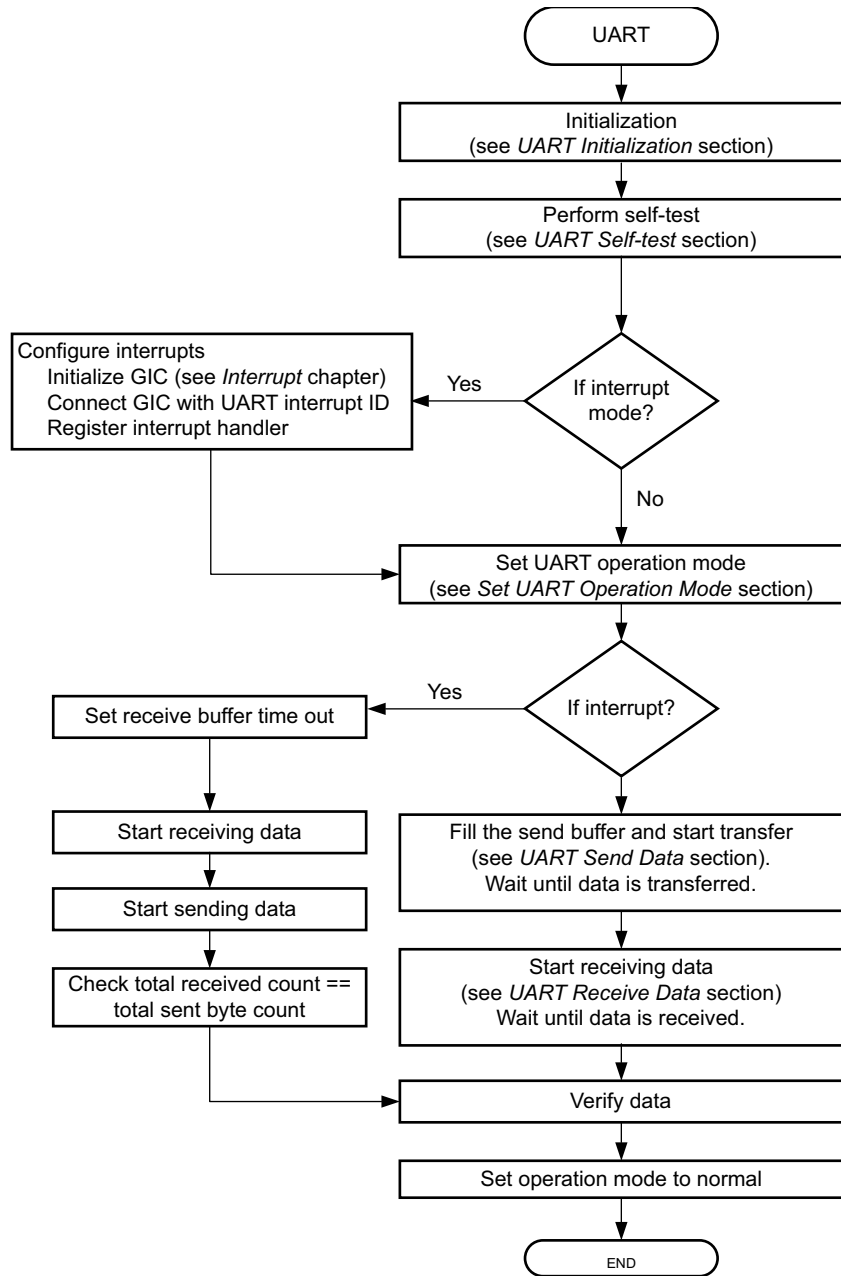 UART
Initialization
(see UART Initialization section)
Perform self-test
(see UART Self-test section)
If interrupt
mode?
Yes
Configure interrupts
Initialize GIC (see Interrupt chapter)
Connect GIC with UART interrupt ID
Register interrupt handler
No
Set UART operation mode
(see Set UART Operation Mode section)
If interrupt?
Yes
Set receive buffer time out
Start receiving data
Start sending data
Check total received count ==
total sent byte count
Fill the send buffer and start transfer
(see UART Send Data section).
Wait until data is transferred.
Start receiving data
(see UART Receive Data section)
Wait until data is received.
Verify data
Set operation mode to normal
END